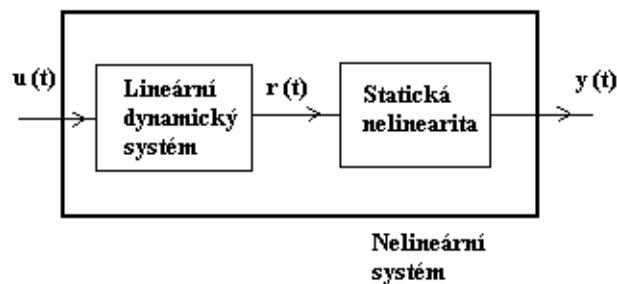 u (t)
Lineární
dynamický
systém
r (t)
Statická
nelinearita
y (t)
Nelineární
systém